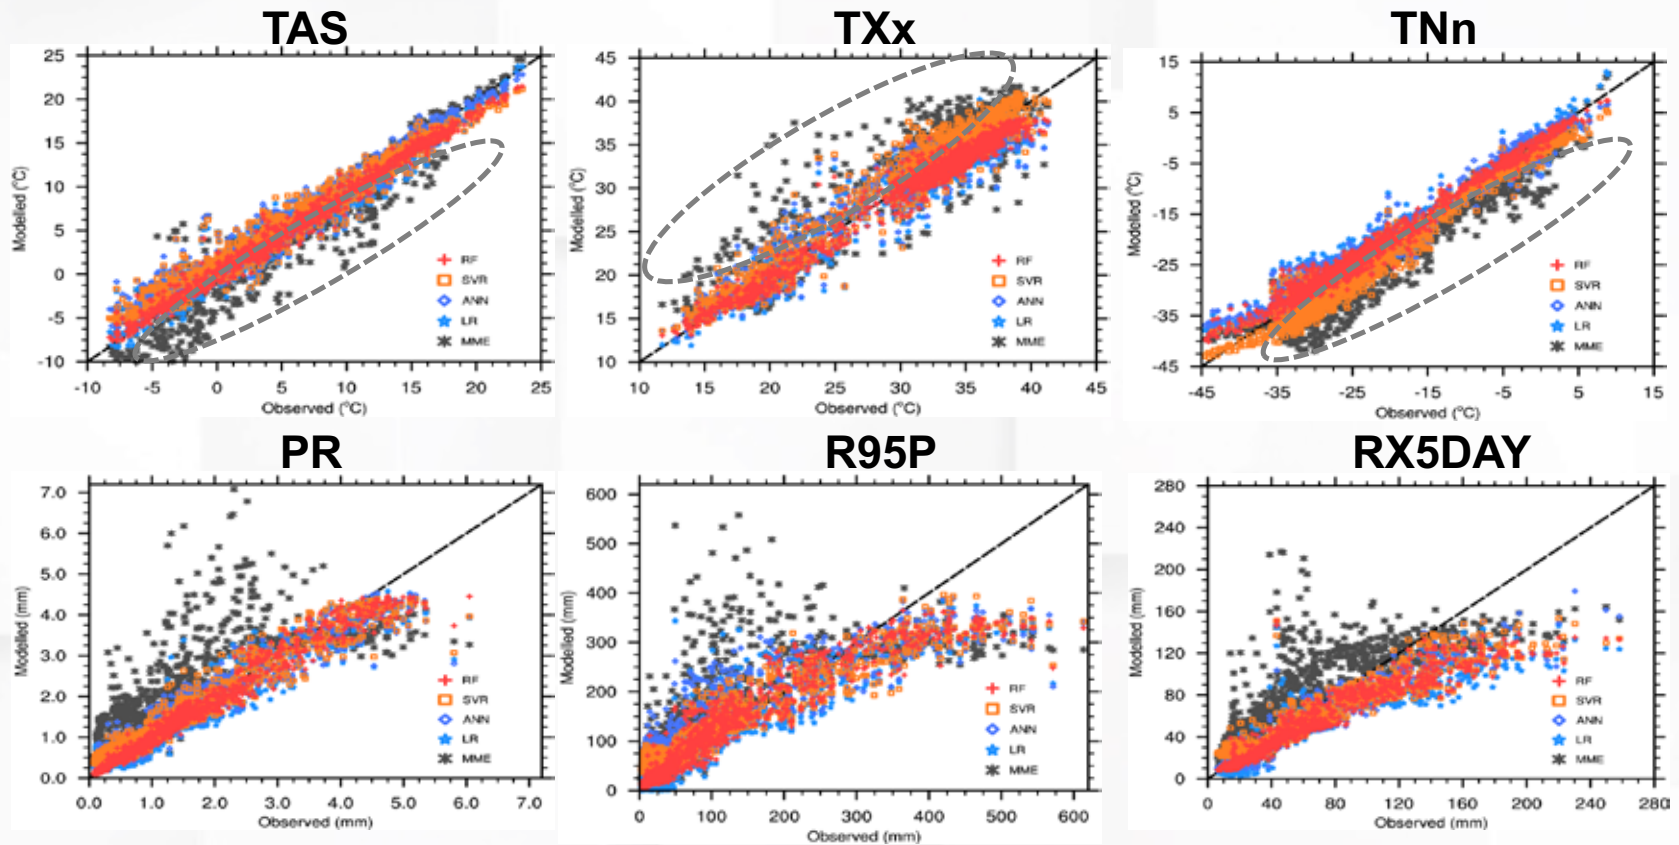 TAS
25
20
15
10
5
0
-5
-10
-10 -5 0 5 10 15 20 25
Modelled (°C)
Observed (°C)
RF
SVR
ANN
LR
MME
TXx
45
40
35
30
25
20
15
10
10 15 20 25 30 35 40 45
Modelled (°C)
Observed (°C)
RF
SVR
ANN
LR
MME
TNn
15
5
-5
-15
-25
-35
-45
-45 -35 -25 -15 -5 5 15
Modelled (°C)
Observed (°C)
RF
SVR
ANN
LR
MME
PR
7.0
6.0
5.0
4.0
3.0
2.0
1.0
0.0
0.0 1.0 2.0 3.0 4.0 5.0 6.0 7.0
Modelled (mm)
Observed (mm)
RF
SVR
ANN
LR
MME
R95P
600
500
400
300
200
100
0
0 100 200 300 400 500 600
Modelled (mm)
Observed (mm)
RF
SVR
ANN
LR
MME
RX5DAY
280
240
200
160
120
80
40
0
0 40 80 120 160 200 240 280
Modelled (mm)
Observed (mm)
RF
SVR
ANN
LR
MME